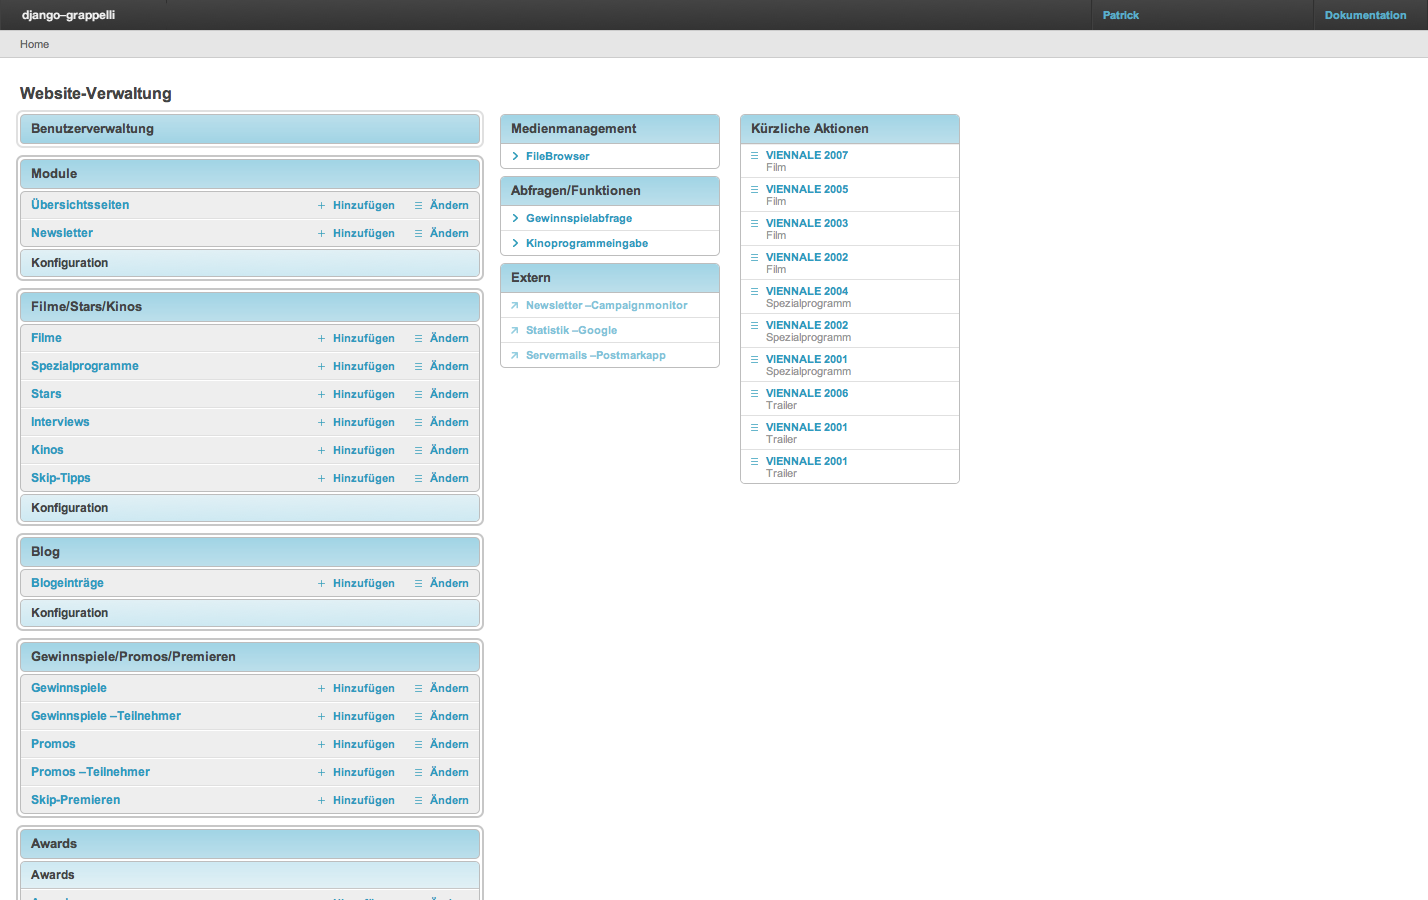 django–grappelli
Patrick
Dokumentation
Home
Website-Verwaltung
Benutzerverwaltung
Module
Übersichtsseiten Hinzufügen Ändern
Newsletter Hinzufügen Ändern
Konfiguration
Filme/Stars/Kinos
Filme Hinzufügen Ändern
Spezialprogramme Hinzufügen Ändern
Stars Hinzufügen Ändern
Interviews Hinzufügen Ändern
Kinos Hinzufügen Ändern
Skip-Tipps Hinzufügen Ändern
Konfiguration
Blog
Blogeinträge Hinzufügen Ändern
Konfiguration
Gewinnspiele/Promos/Premieren
Gewinnspiele Hinzufügen Ändern
Gewinnspiele –Teilnehmer Hinzufügen Ändern
Promos Hinzufügen Ändern
Promos –Teilnehmer Hinzufügen Ändern
Skip-Premieren Hinzufügen Ändern
Awards
Awards
Medienmanagement
FileBrowser
Abfragen/Funktionen
Gewinnspielabfrage
Kinoprogrammeingabe
Extern
Newsletter –Campaignmonitor
Statistik –Google
Servermails –Postmarkapp
Kürzliche Aktionen
VIENNALE 2007
Film
VIENNALE 2005
Film
VIENNALE 2003
Film
VIENNALE 2002
Film
VIENNALE 2004
Spezialprogramm
VIENNALE 2002
Spezialprogramm
VIENNALE 2001
Spezialprogramm
VIENNALE 2006
Trailer
VIENNALE 2001
Trailer
VIENNALE 2001
Trailer